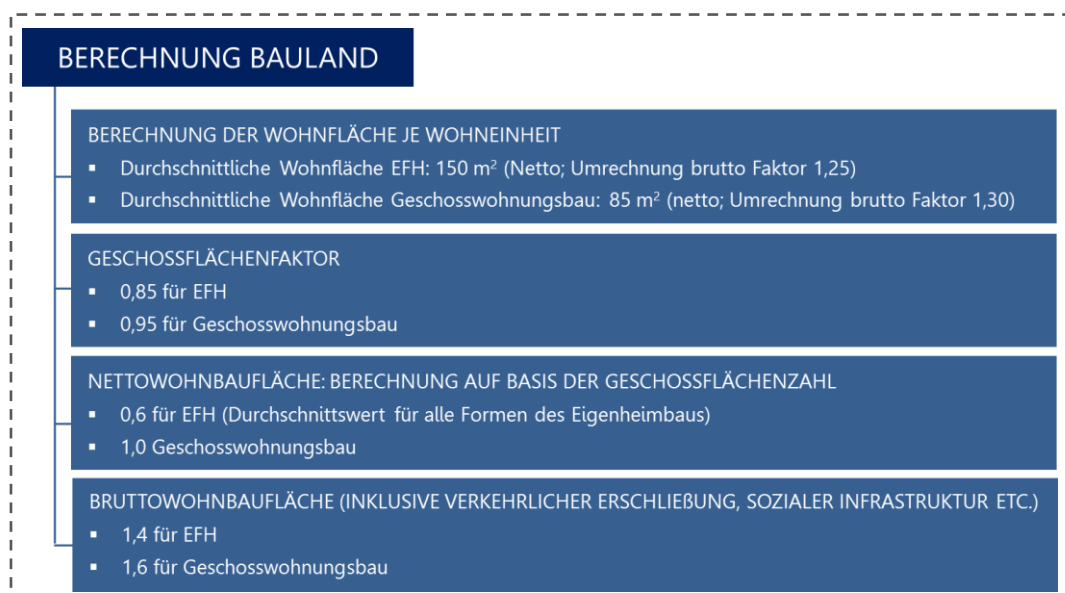 BERECHNUNG BAULAND
BERECHNUNG DER WOHNFLÄCHE JE WOHNEINHEIT
▪ Durchschnittliche Wohnfläche EFH: 150 m² (Netto; Umrechnung brutto Faktor 1,25)
▪ Durchschnittliche Wohnfläche Geschosswohnungsbau: 85 m² (netto; Umrechnung brutto Faktor 1,30)
GESCHOSSFLÄCHENFAKTOR
▪ 0,85 für EFH
▪ 0,95 für Geschosswohnungsbau
NETTOWOHNBAUFLÄCHE: BERECHNUNG AUF BASIS DER GESCHOSSFLÄCHENZAHL
▪ 0,6 für EFH (Durchschnittswert für alle Formen des Eigenheimbaus)
▪ 1,0 Geschosswohnungsbau
BRUTTOWOHNBAUFLÄCHE (INKLUSIVE VERKEHRLICHER ERSCHLIEßUNG, SOZIALER INFRASTRUKTUR ETC.)
▪ 1,4 für EFH
▪ 1,6 für Geschosswohnungsbau